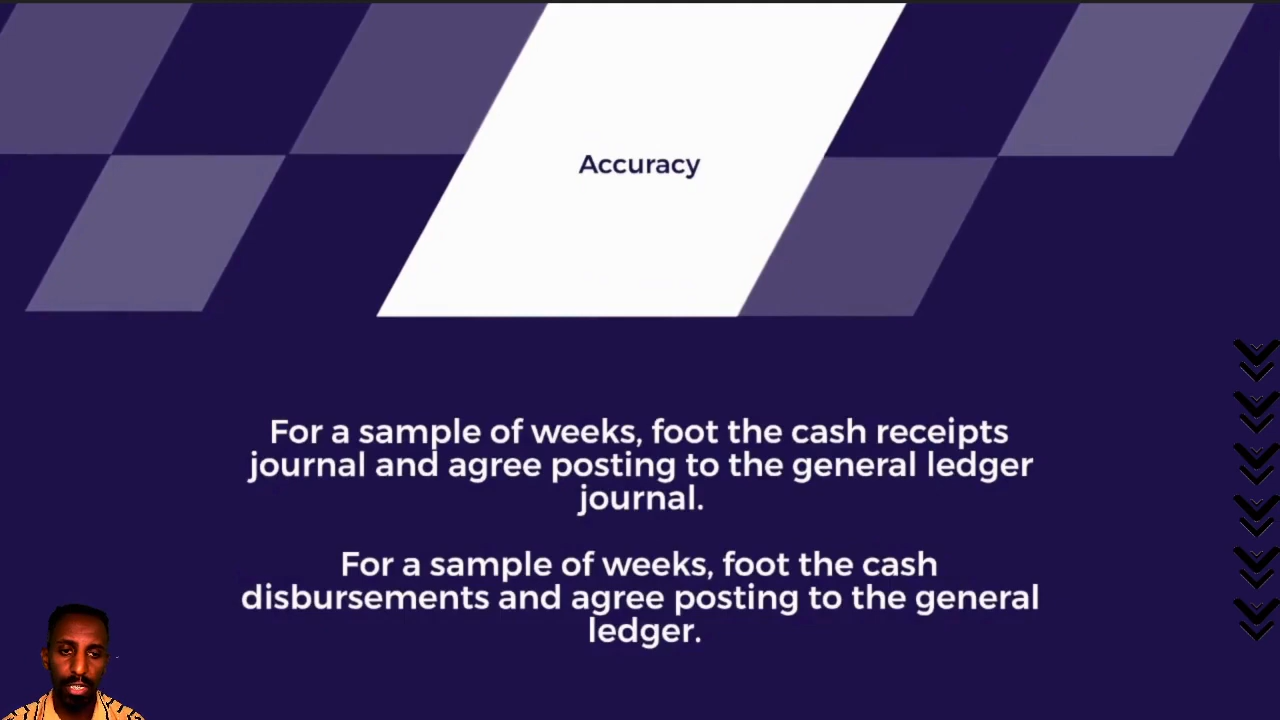 Accuracy
For a sample of weeks, foot the cash receipts
journal and agree posting to the general ledger
journal.
For a sample of weeks, foot the cash
disbursements and agree posting to the general
ledger.